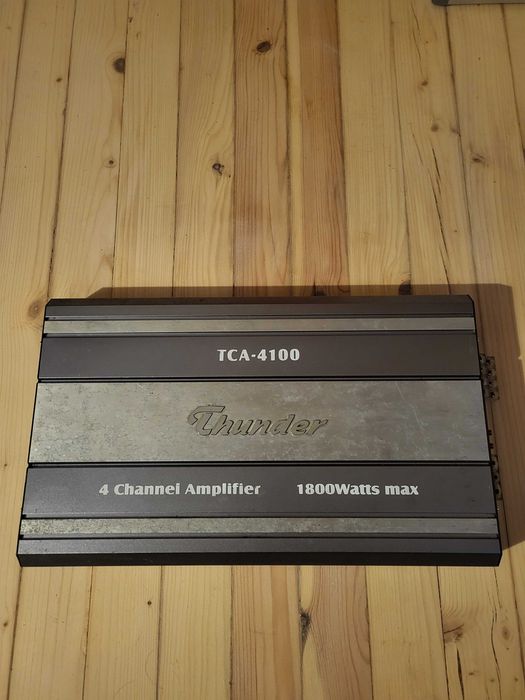 TCA-4100
Thunder
4 Channel Amplifier 1800Watts max